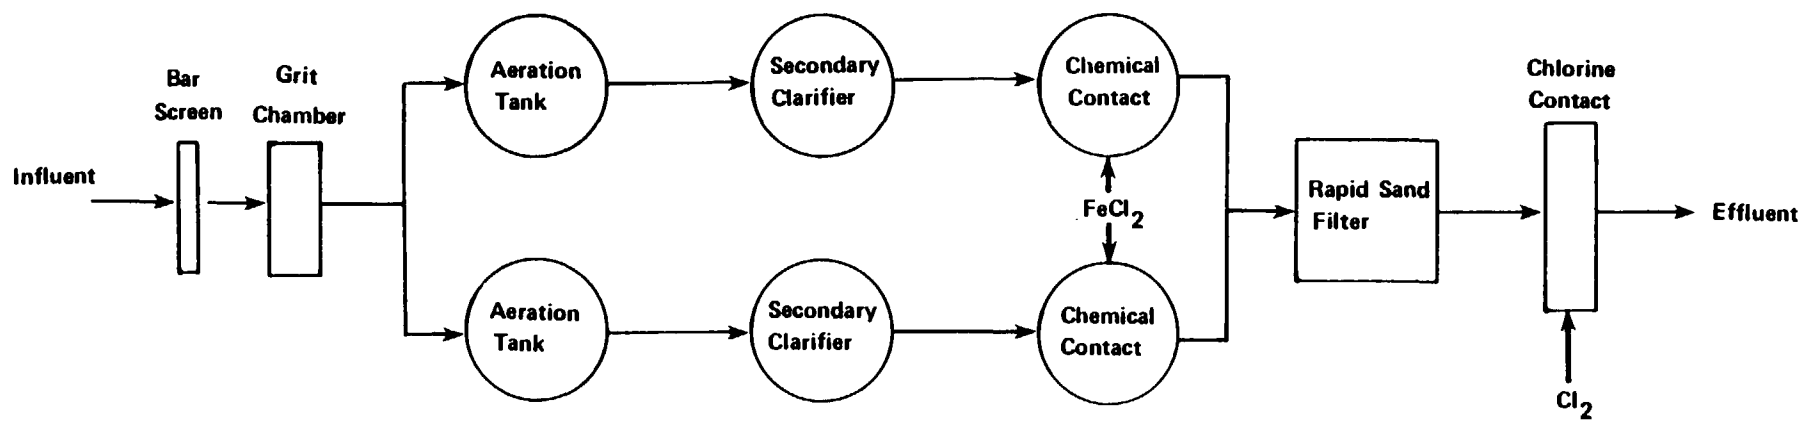 Influent
Bar
Screen
Grit
Chamber
Aeration
Tank
Secondary
Clarifier
Chemical
Contact
FeCl2
Aeration
Tank
Secondary
Clarifier
Chemical
Contact
Rapid Sand
Filter
Chlorine
Contact
Cl2
Effluent